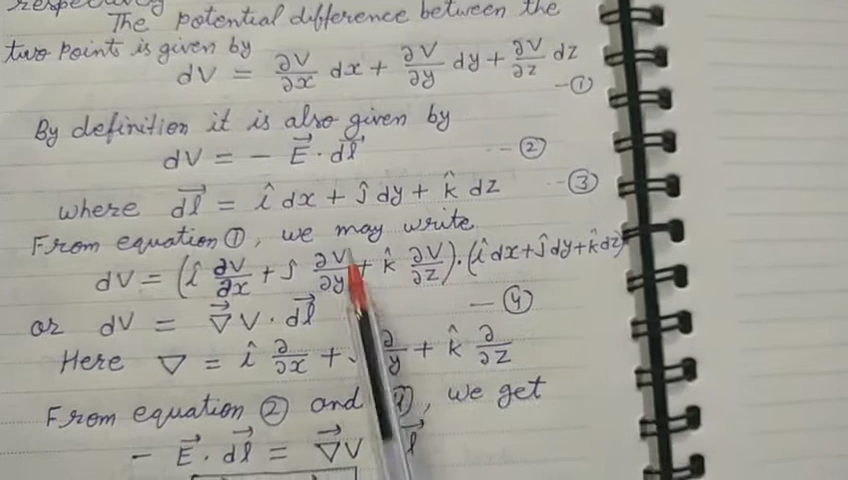 The potential difference between the
two points is given by
dV = ∂V/∂x dx + ∂V/∂y dy + ∂V/∂z dz —①
By definition it is also given by
dV = − E⃗ · dl⃗ —②
where dl⃗ = î dx + ĵ dy + k̂ dz —③
From equation ①, we may write
dV = (î ∂V/∂x + ĵ ∂V/∂y + k̂ ∂V/∂z) · (î dx + ĵ dy + k̂ dz)
or dV = ∇⃗ V · dl⃗ —④
Here ∇ = î ∂/∂x + ∂/y + k̂ ∂/∂z
From equation ② and ④, we get
− E⃗ · dl⃗ = ∇⃗ V l⃗